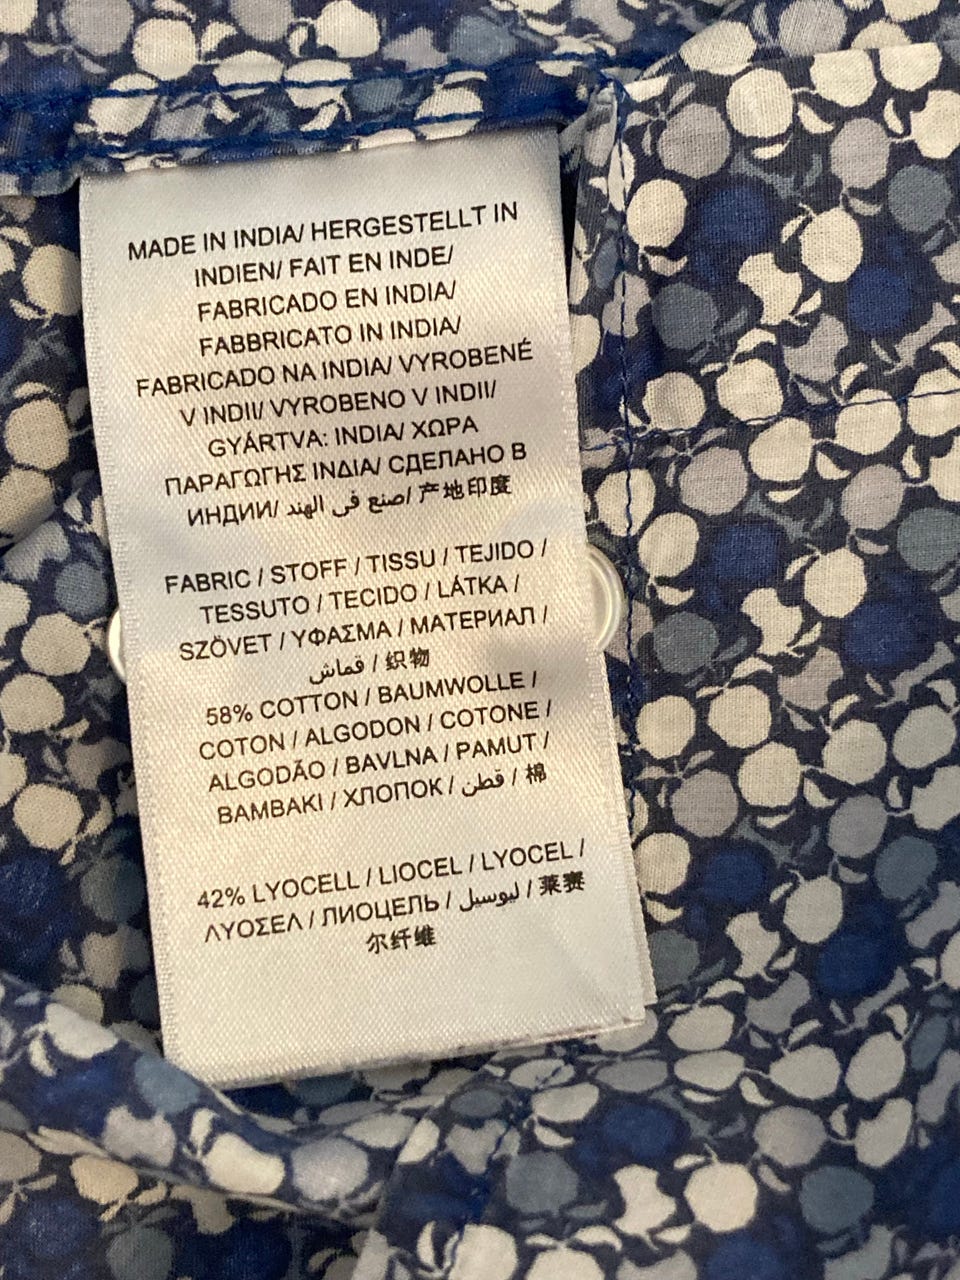 MADE IN INDIA/ HERGESTELLT IN
INDIEN/ FAIT EN INDE/
FABRICADO EN INDIA/
FABBRICATO IN INDIA/
FABRICADO NA INDIA/ VYROBENÉ
V INDII/ VYROBENO V INDII/
GYÁRTVA: INDIA/ ΧΩΡΑ
ΠΑΡΑΓΩΓΗΣ ΙΝΔΙΑ/ СДЕЛАНО В
ИНДИИ/ صنع في الهند/ 产地印度
FABRIC / STOFF / TISSU / TEJIDO /
TESSUTO / TECIDO / LÁTKA /
SZÖVET / ΥΦΑΣΜΑ / МАТЕРИАЛ /
قماش / 织物
58% COTTON / BAUMWOLLE /
COTON / ALGODON / COTONE /
ALGODÃO / BAVLNA / PAMUT /
BAMBAKI / ХЛОПОК / قطن / 棉
42% LYOCELL / LIOCEL / LYOCEL /
ΛΥΟΣΕΛ / ЛИОЦЕЛЬ / ليوسيل / 莱赛
尔纤维